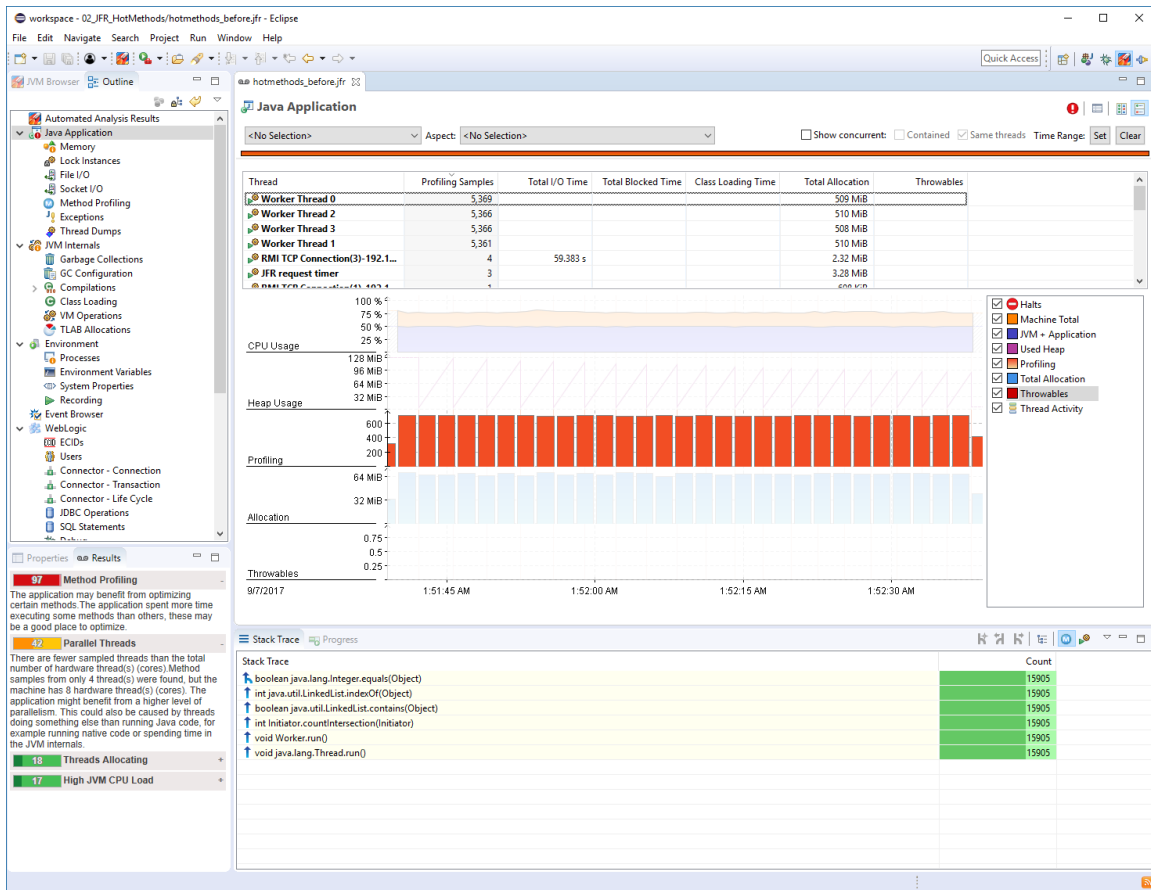 workspace - 02_JFR_HotMethods/hotmethods_before.jfr - Eclipse
File Edit Navigate Search Project Run Window Help
Quick Access
JVM Browser Outline
Automated Analysis Results
Java Application
Memory
Lock Instances
File I/O
Socket I/O
Method Profiling
Exceptions
Thread Dumps
JVM Internals
Garbage Collections
GC Configuration
Compilations
Class Loading
VM Operations
TLAB Allocations
Environment
Processes
Environment Variables
System Properties
Recording
Event Browser
WebLogic
ECIDs
Users
Connector - Connection
Connector - Transaction
Connector - Life Cycle
JDBC Operations
SQL Statements
Properties Results
97 Method Profiling
The application may benefit from optimizing
certain methods.The application spent more time
executing some methods than others, these may
be a good place to optimize.
42 Parallel Threads
There are fewer sampled threads than the total
number of hardware thread(s) (cores).Method
samples from only 4 thread(s) were found, but the
machine has 8 hardware thread(s) (cores). The
application might benefit from a higher level of
parallelism. This could also be caused by threads
doing something else than running Java code, for
example running native code or spending time in
the JVM internals.
18 Threads Allocating
17 High JVM CPU Load
hotmethods_before.jfr
Java Application
<No Selection> Aspect: <No Selection> Show concurrent: Contained Same threads Time Range: Set Clear
Thread Profiling Samples Total I/O Time Total Blocked Time Class Loading Time Total Allocation Throwables
Worker Thread 0 5,369 509 MiB
Worker Thread 2 5,366 510 MiB
Worker Thread 3 5,366 508 MiB
Worker Thread 1 5,361 510 MiB
RMI TCP Connection(3)-192.1... 4 59.383 s 2.32 MiB
JFR request timer 3 3.28 MiB
100 %
75 %
50 %
25 %
CPU Usage
128 MiB
96 MiB
64 MiB
32 MiB
Heap Usage
600
400
200
Profiling
64 MiB
32 MiB
Allocation
0.75
0.5
0.25
Throwables
9/7/2017 1:51:45 AM 1:52:00 AM 1:52:15 AM 1:52:30 AM
Halts
Machine Total
JVM + Application
Used Heap
Profiling
Total Allocation
Throwables
Thread Activity
Stack Trace Progress
Stack Trace Count
boolean java.lang.Integer.equals(Object) 15905
int java.util.LinkedList.indexOf(Object) 15905
boolean java.util.LinkedList.contains(Object) 15905
int Initiator.countIntersection(Initiator) 15905
void Worker.run() 15905
void java.lang.Thread.run() 15905